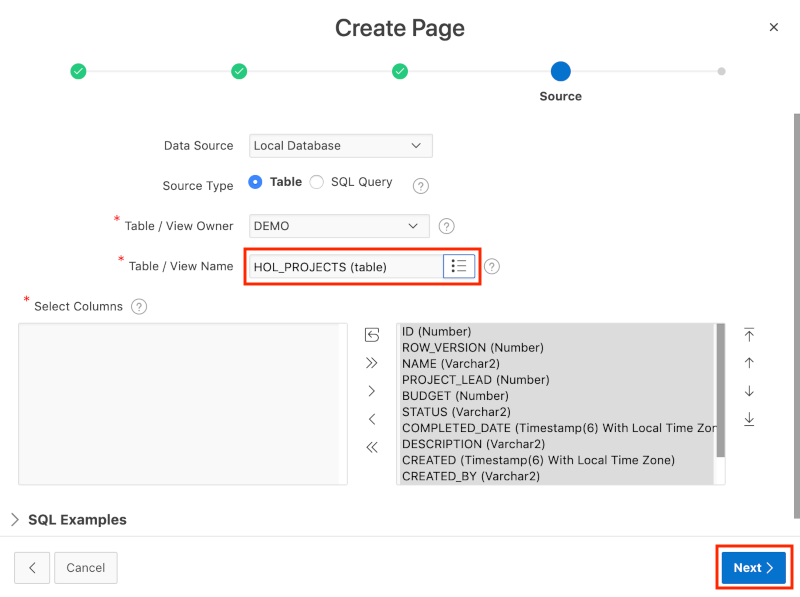 Create Page
Source
Data Source Local Database
Source Type Table SQL Query ?
* Table / View Owner DEMO ?
* Table / View Name HOL_PROJECTS (table) ?
* Select Columns ?
ID (Number)
ROW_VERSION (Number)
NAME (Varchar2)
PROJECT_LEAD (Number)
BUDGET (Number)
STATUS (Varchar2)
COMPLETED_DATE (Timestamp(6) With Local Time Zon
DESCRIPTION (Varchar2)
CREATED (Timestamp(6) With Local Time Zone)
CREATED_BY (Varchar2)
SQL Examples
Cancel Next